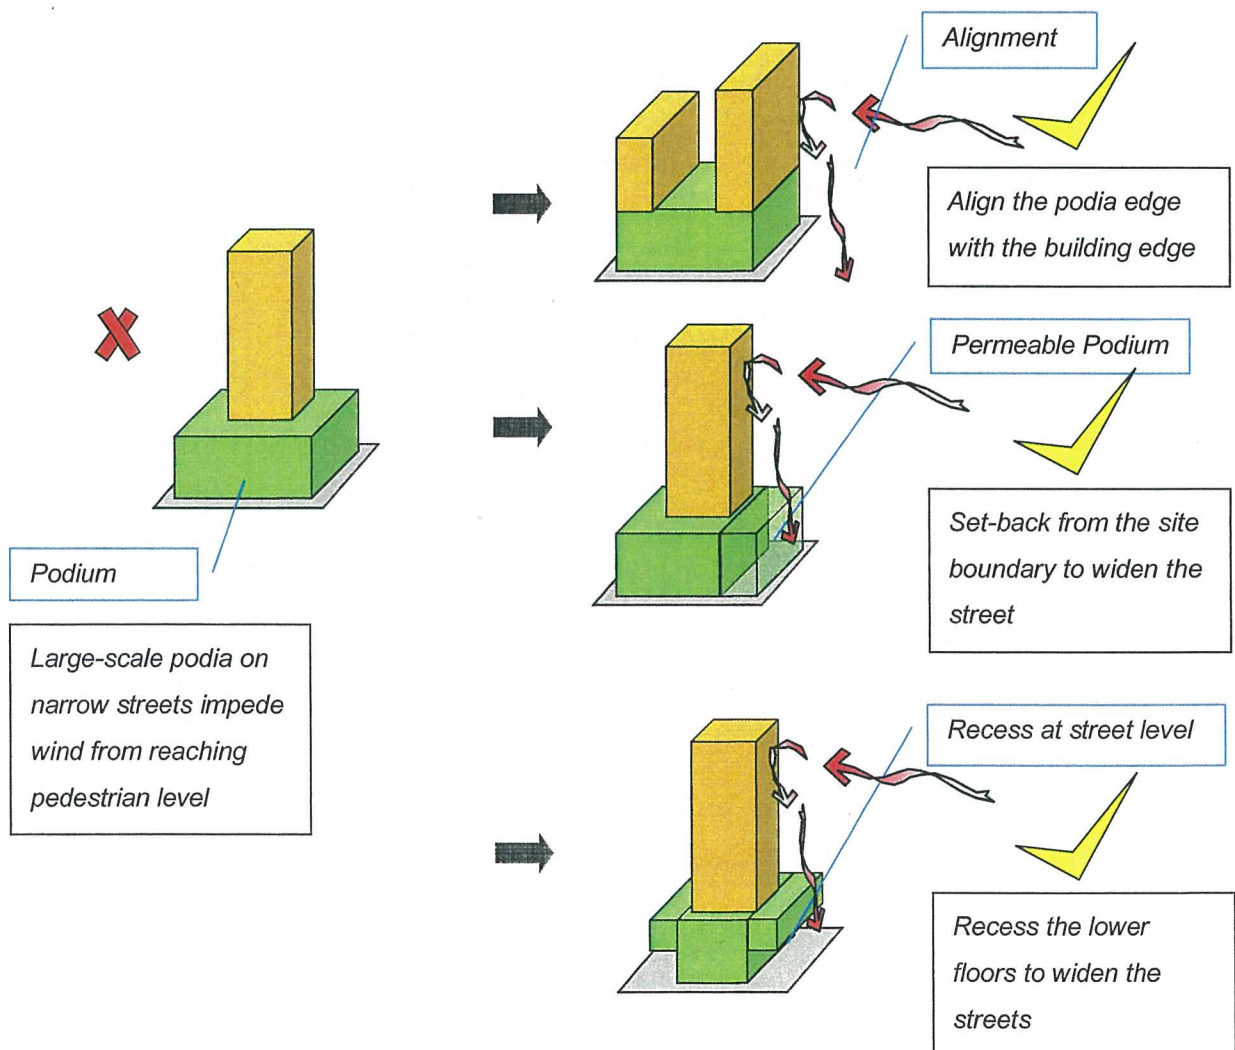 Alignment
Align the podia edge
with the building edge
Podium
Large-scale podia on
narrow streets impede
wind from reaching
pedestrian level
Permeable Podium
Set-back from the site
boundary to widen the
street
Recess at street level
Recess the lower
floors to widen the
streets